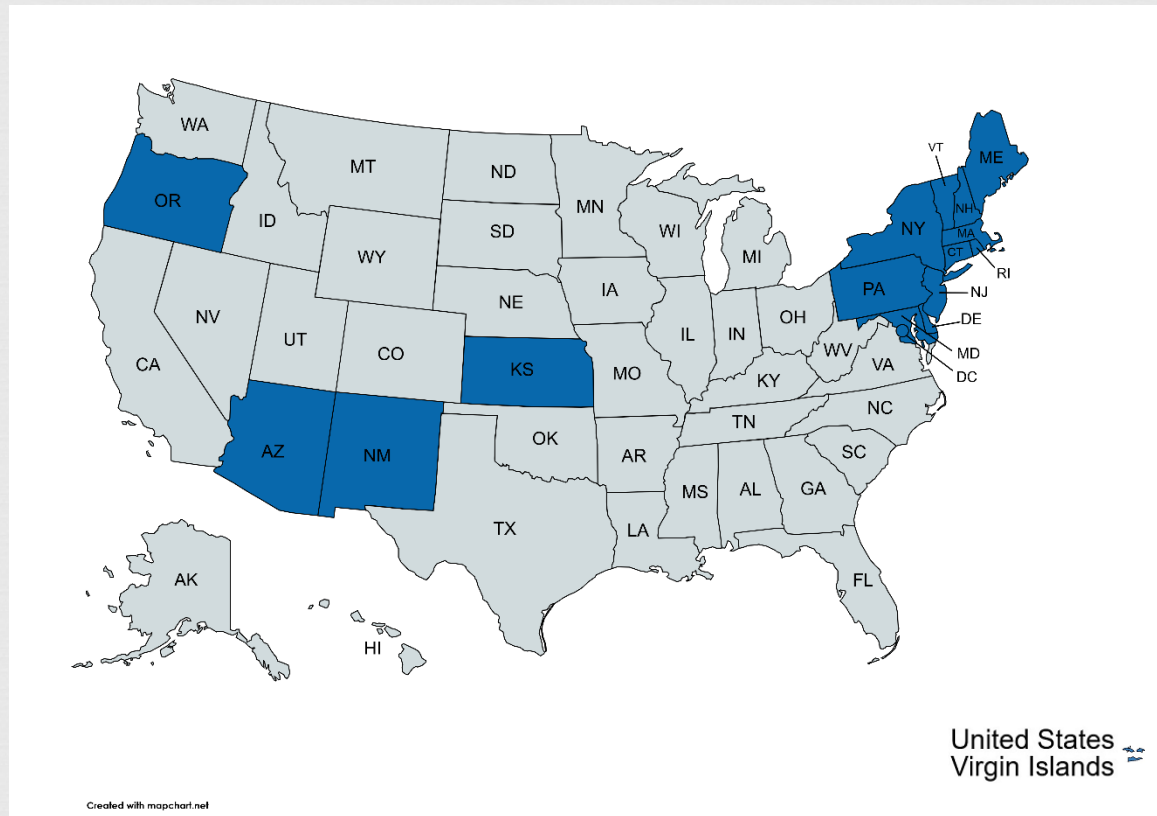 WA
MT
ND
MN
VT
ME
OR
ID
SD
WI
MI
NY
NH
MA
CT
RI
WY
NE
IA
PA
NJ
NV
UT
CO
KS
IL
IN
OH
DE
MD
DC
CA
MO
KY
WV
VA
AZ
NM
OK
AR
TN
NC
SC
TX
LA
MS
AL
GA
FL
AK
HI
United States
Virgin Islands
Created with mapchart.net